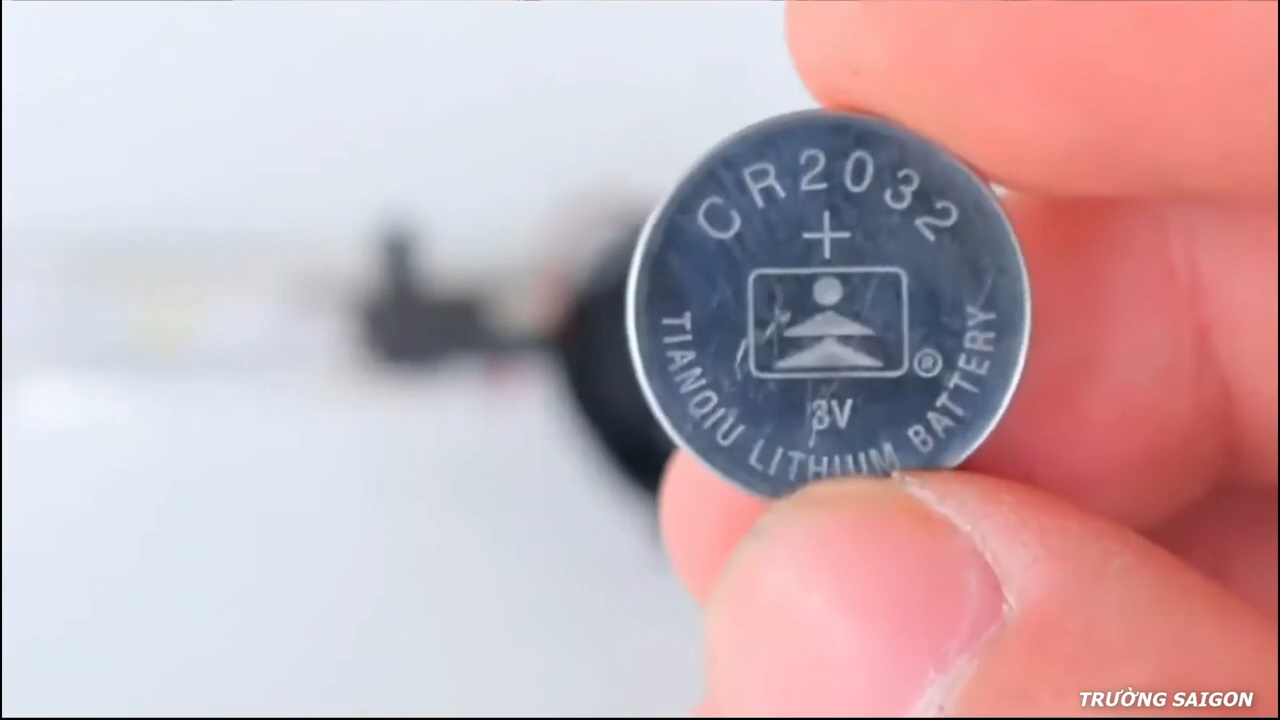 CR2032
+
®
3V
TIANQIU LITHIUM BATTERY
TRƯỜNG SAIGON